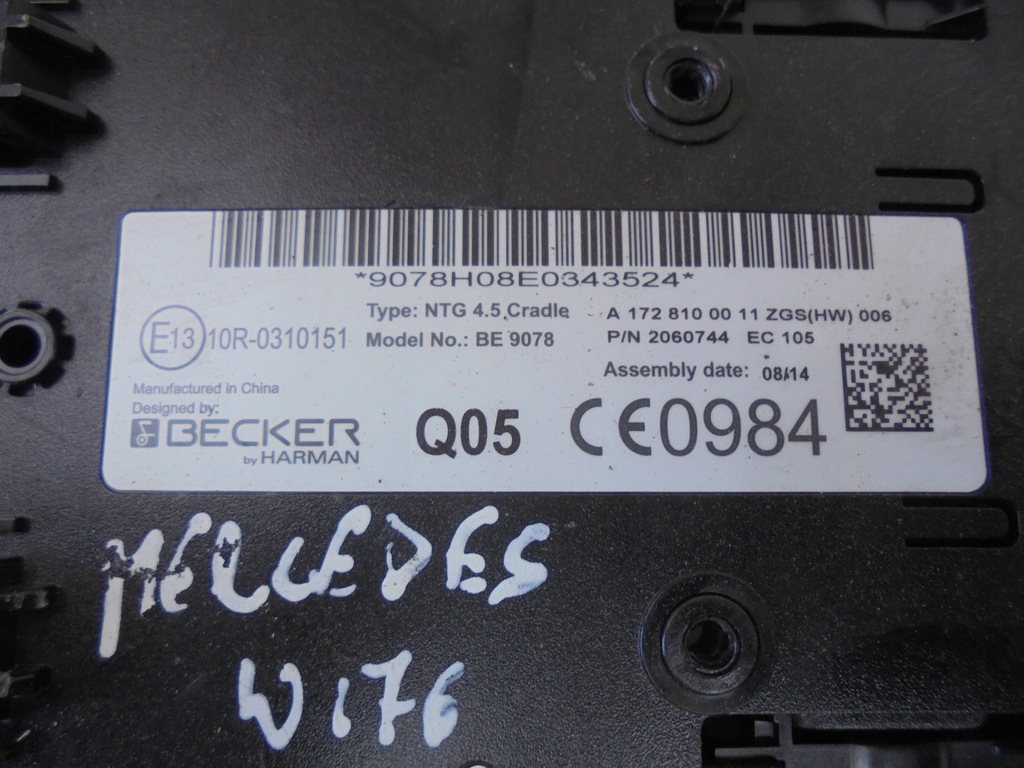 *9078H08E0343524*
E13 10R-0310151
Type: NTG 4.5 Cradle
Model No.: BE 9078
A 172 810 00 11 ZGS(HW) 006
P/N 2060744 EC 105
Assembly date: 08/14
Manufactured in China
Designed by:
BECKER
by HARMAN
Q05
CE0984
MERCEDES
W176